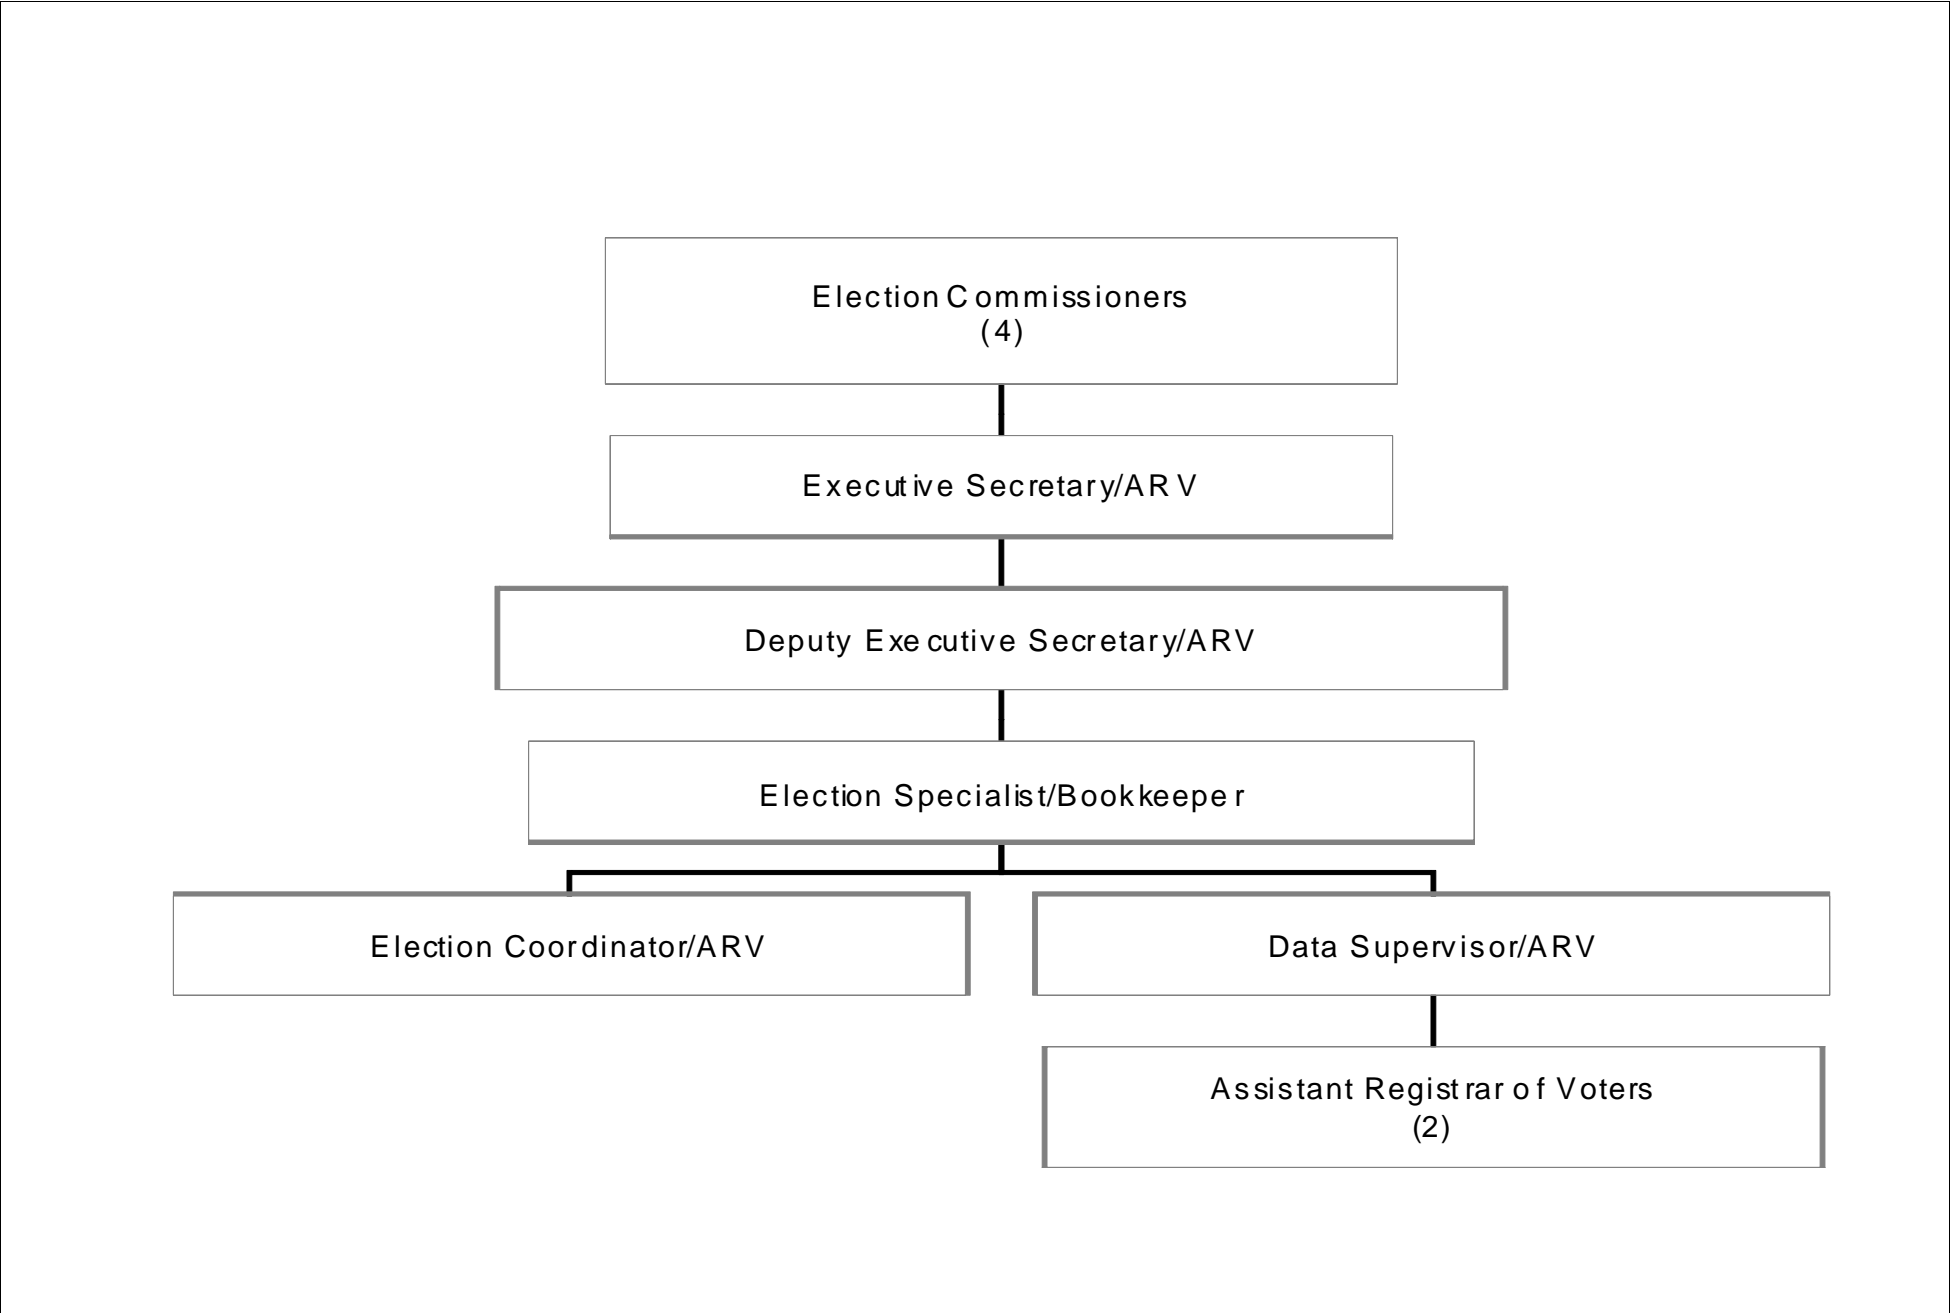 Election Commissioners
(4)
Executive Secretary/ARV
Deputy Executive Secretary/ARV
Election Specialist/Bookkeeper
Election Coordinator/ARV
Data Supervisor/ARV
Assistant Registrar of Voters
(2)